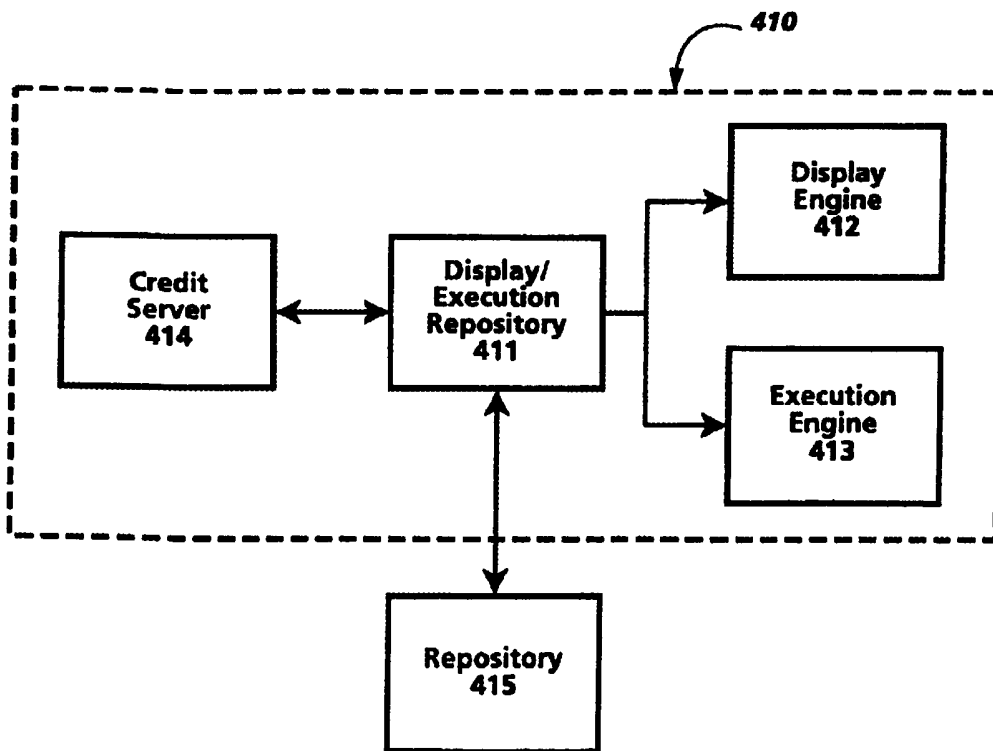 410
Display
Engine
412
Credit
Server
414
Display/
Execution
Repository
411
Execution
Engine
413
Repository
415